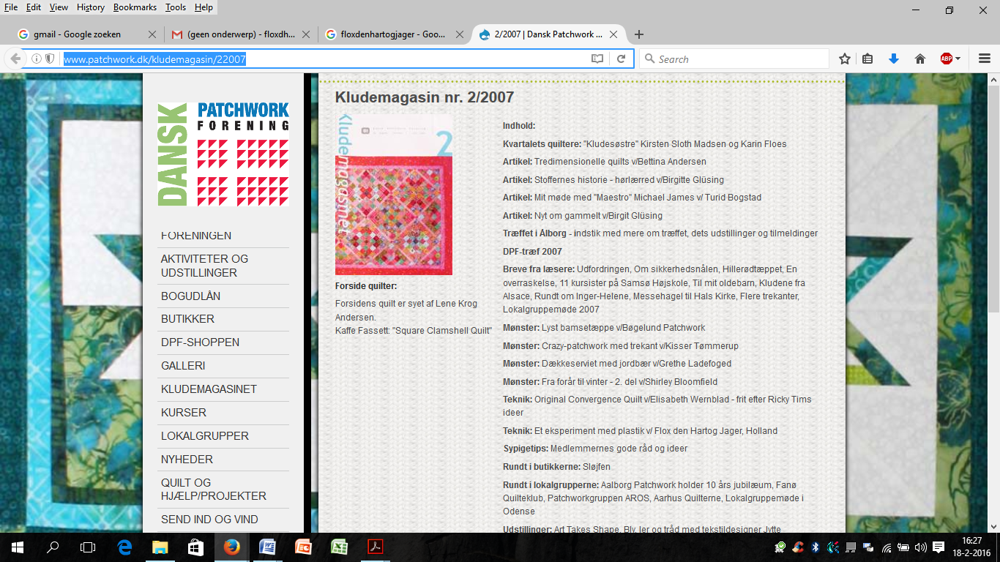 File Edit View History Bookmarks Tools Help
gmail - Google zoeken
(geen onderwerp) - floxdh...
floxdenhartogjager - Goo...
2/2007 | Dansk Patchwork ...
www.patchwork.dk/kludemagasin/22007
Search
ABP
DANSK
PATCHWORK
FORENING
FORENINGEN
AKTIVITETER OG
UDSTILLINGER
BOGUDLÅN
BUTIKKER
DPF-SHOPPEN
GALLERI
KLUDEMAGASINET
KURSER
LOKALGRUPPER
NYHEDER
QUILT OG
HJÆLP/PROJEKTER
SEND IND OG VIND
Kludemagasin nr. 2/2007
Kludemagasinet
2
Forside quilter:
Forsidens quilt er syet af Lene Krog
Andersen.
Kaffe Fassett: "Square Clamshell Quilt"
Indhold:
Kvartalets quiltere: "Kludesøstre" Kirsten Sloth Madsen og Karin Floes
Artikel: Tredimensionelle quilts v/Bettina Andersen
Artikel: Stoffernes historie - hørlærred v/Birgitte Glüsing
Artikel: Mit møde med "Maestro" Michael James v/ Turid Bogstad
Artikel: Nyt om gammelt v/Birgit Glüsing
Træffet i Ålborg - indstik med mere om træffet, dets udstillinger og tilmeldinger
DPF-træf 2007
Breve fra læsere: Udfordringen, Om sikkerhedsnålen, Hillerødtæppet, En
overraskelse, 11 kursister på Samsø Højskole, Til mit oldebarn, Kludene fra
Alsace, Rundt om Inger-Helene, Messehagel til Hals Kirke, Flere trekanter,
Lokalgruppemøde 2007
Mønster: Lyst bamsetæppe v/Bøgelund Patchwork
Mønster: Crazy-patchwork med trekant v/Kisser Tømmerup
Mønster: Dækkeserviet med jordbær v/Grethe Ladefoged
Mønster: Fra forår til vinter - 2. del v/Shirley Bloomfield
Teknik: Original Convergence Quilt v/Elisabeth Wernblad - frit efter Ricky Tims
ideer
Teknik: Et eksperiment med plastik v/ Flox den Hartog Jager, Holland
Sypigetips: Medlemmernes gode råd og ideer
Rundt i butikkerne: Sløjfen
Rundt i lokalgrupperne: Aalborg Patchwork holder 10 års jubilæum, Fanø
Quilteklub, Patchworkgruppen AROS, Aarhus Quilterne, Lokalgruppemøde i
Odense
Udstillinger: Art Takes Shape, Bly, ler og tråd med tekstildesigner Jytte
16:27
18-2-2016